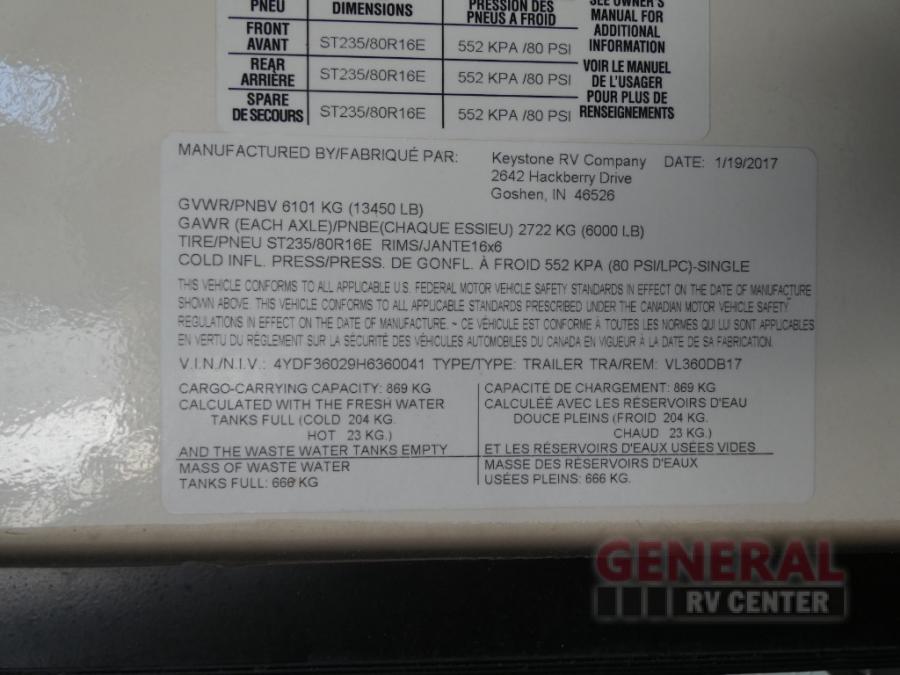 PNEU DIMENSIONS PRESSION DES
PNEUS A FROID
SEE OWNER'S
MANUAL FOR
ADDITIONAL
INFORMATION
FRONT
AVANT ST235/80R16E 552 KPA /80 PSI
REAR
ARRIÈRE ST235/80R16E 552 KPA /80 PSI
SPARE
DE SECOURS ST235/80R16E 552 KPA /80 PSI
VOIR LE MANUEL
DE L'USAGER
POUR PLUS DE
RENSEIGNEMENTS
MANUFACTURED BY/FABRIQUÉ PAR: Keystone RV Company DATE: 1/19/2017
2642 Hackberry Drive
Goshen, IN 46526
GVWR/PNBV 6101 KG (13450 LB)
GAWR (EACH AXLE)/PNBE(CHAQUE ESSIEU) 2722 KG (6000 LB)
TIRE/PNEU ST235/80R16E RIMS/JANTE16x6
COLD INFL. PRESS/PRESS. DE GONFL. À FROID 552 KPA (80 PSI/LPC)-SINGLE
THIS VEHICLE CONFORMS TO ALL APPLICABLE U.S. FEDERAL MOTOR VEHICLE SAFETY STANDARDS IN EFFECT ON THE DATE OF MANUFACTURE
SHOWN ABOVE. THIS VEHICLE CONFORMS TO ALL APPLICABLE STANDARDS PRESCRIBED UNDER THE CANADIAN MOTOR VEHICLE SAFETY
REGULATIONS IN EFFECT ON THE DATE OF MANUFACTURE. ~ CE VÉHICULE EST CONFORME À TOUTES LES NORMES QUI LUI SONT APPLICABLES
EN VERTU DU RÈGLEMENT SUR LA SÉCURITÉ DES VÉHICULES AUTOMOBILES DU CANADA EN VIGUEUR À LA DATE DE SA FABRICATION.
V.I.N./N.I.V.: 4YDF36029H6360041 TYPE/TYPE: TRAILER TRA/REM: VL360DB17
CARGO-CARRYING CAPACITY: 869 KG
CALCULATED WITH THE FRESH WATER
TANKS FULL (COLD 204 KG.
HOT 23 KG.)
AND THE WASTE WATER TANKS EMPTY
MASS OF WASTE WATER
TANKS FULL: 666 KG
CAPACITÉ DE CHARGEMENT: 869 KG
CALCULÉE AVEC LES RÉSERVOIRS D'EAU
DOUCE PLEINS (FROID 204 KG.
CHAUD 23 KG.)
ET LES RÉSERVOIRS D'EAUX USÉES VIDES
MASSE DES RÉSERVOIRS D'EAUX
USÉES PLEINS: 666 KG.
GENERAL
RV CENTER